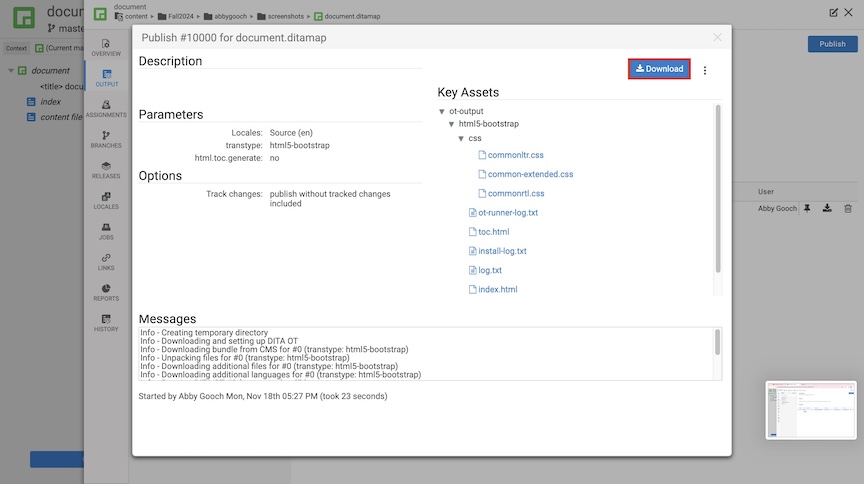 docu
master
Context
(Current ma
document
<title> docu
index
content file
document
content ▸ Fall2024 ▸ abbygooch ▸ screenshots ▸ document.ditamap
OVERVIEW
OUTPUT
ASSIGNMENTS
BRANCHES
RELEASES
LOCALES
JOBS
LINKS
REPORTS
HISTORY
Publish #10000 for document.ditamap
Description
Download
Parameters
Locales: Source (en)
transtype: html5-bootstrap
html.toc.generate: no
Options
Track changes: publish without tracked changes
included
Key Assets
ot-output
html5-bootstrap
css
commonltr.css
common-extended.css
commonrtl.css
ot-runner-log.txt
toc.html
install-log.txt
log.txt
index.html
Messages
Info - Creating temporary directory
Info - Downloading and setting up DITA OT
Info - Downloading bundle from CMS for #0 (transtype: html5-bootstrap)
Info - Unpacking files for #0 (transtype: html5-bootstrap)
Info - Downloading additional files for #0 (transtype: html5-bootstrap)
Info - Downloading additional languages for #0 (transtype: html5-bootstrap)
Started by Abby Gooch Mon, Nov 18th 05:27 PM (took 23 seconds)
Publish
User
Abby Gooch